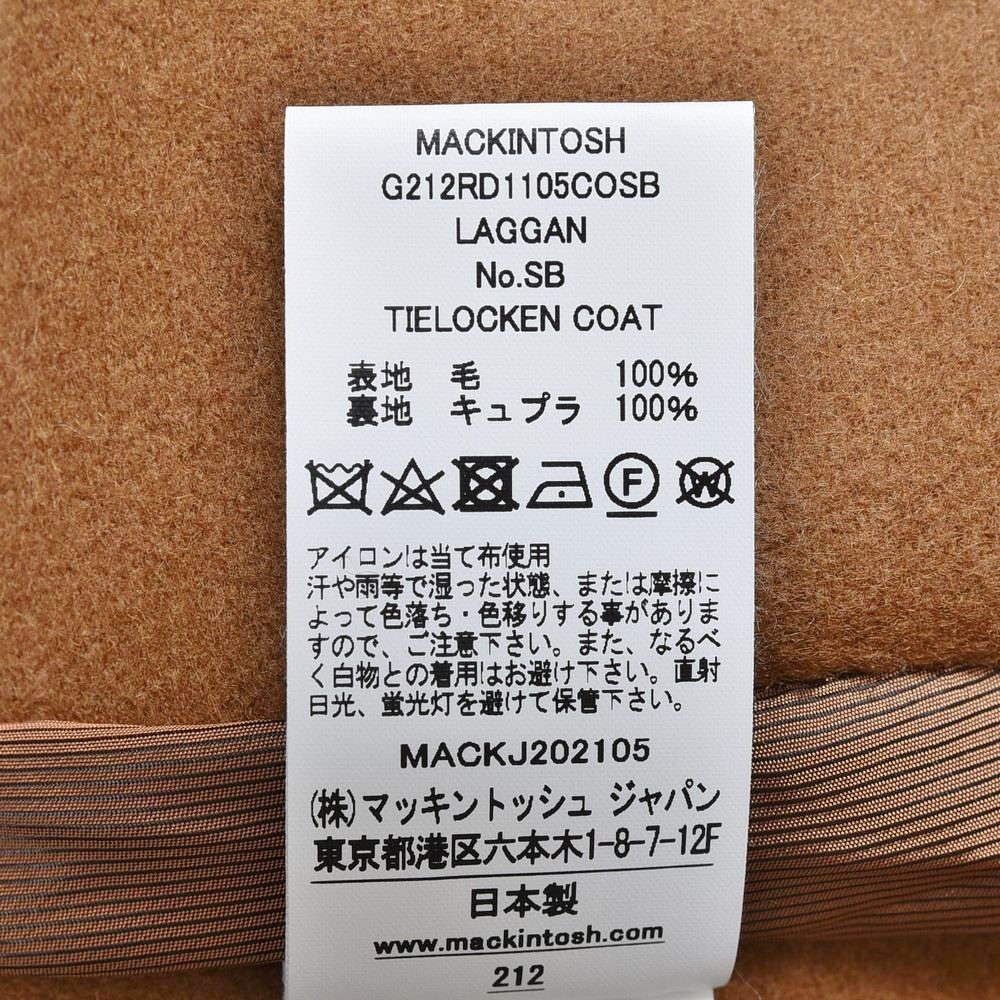 MACKINTOSH
G212RD1105COSB
LAGGAN
No.SB
TIELOCKEN COAT
表地 毛 100%
裏地 キュプラ 100%
F W
アイロンは当て布使用
汗や雨等で湿った状態、または摩擦に
よって色落ち・色移りする事がありま
すので、ご注意下さい。また、なるべ
く白物との着用はお避け下さい。直射
日光、蛍光灯を避けて保管下さい。
MACKJ202105
(株)マッキントッシュ ジャパン
東京都港区六本木1-8-7-12F
日本製
www.mackintosh.com
212